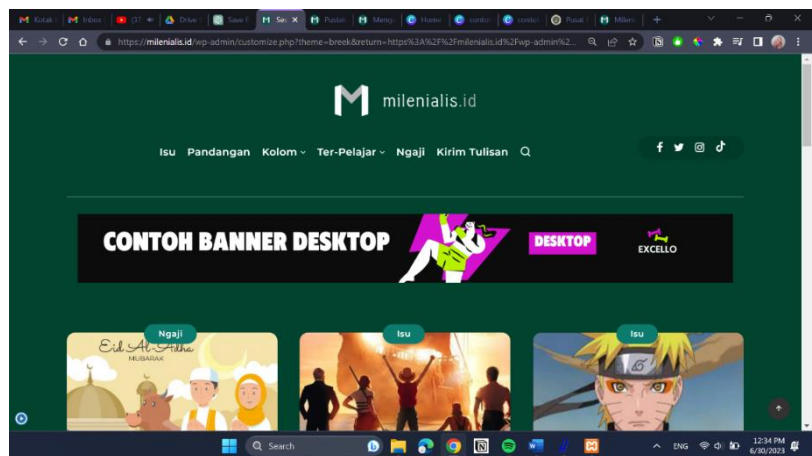 Kotak
Inbox
(37
Drive
Save F
Pustak
Meng
Home
contoh
Pusat
https://milenialis.id/wp-admin/customize.php?theme=breek&return=https%3A%2F%2Fmilenialis.id%2Fwp-admin%2...
milenialis.id
Isu Pandangan Kolom Ter-Pelajar Ngaji Kirim Tulisan
CONTOH BANNER DESKTOP
DESKTOP
EXCELLO
Ngaji
Isu
Isu
Eid Al-Adha
MUBARAK
Search
ENG
12:34 PM
6/30/2023